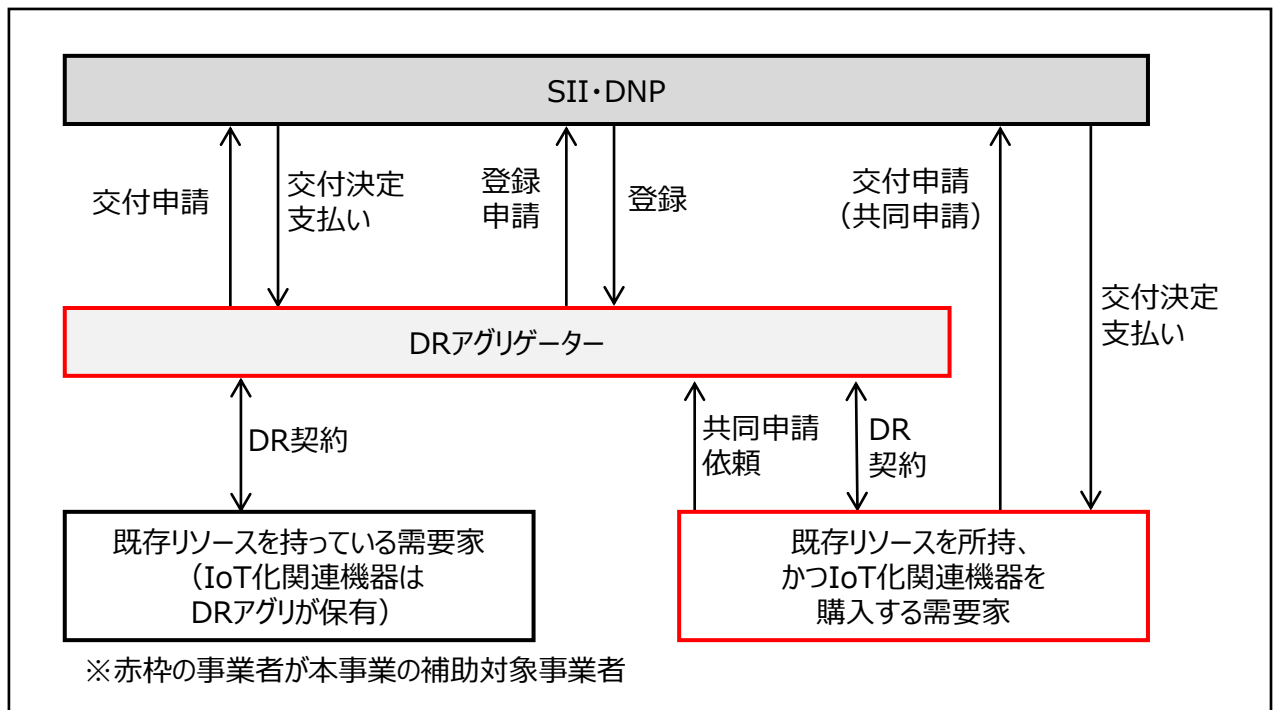 SII・DNP
交付申請
交付決定
支払い
登録
申請
登録
交付申請
（共同申請）
交付決定
支払い
DRアグリゲーター
DR契約
共同申請
依頼
DR
契約
既存リソースを持っている需要家
（IoT化関連機器は
DRアグリが保有）
既存リソースを所持、
かつIoT化関連機器を
購入する需要家
※赤枠の事業者が本事業の補助対象事業者